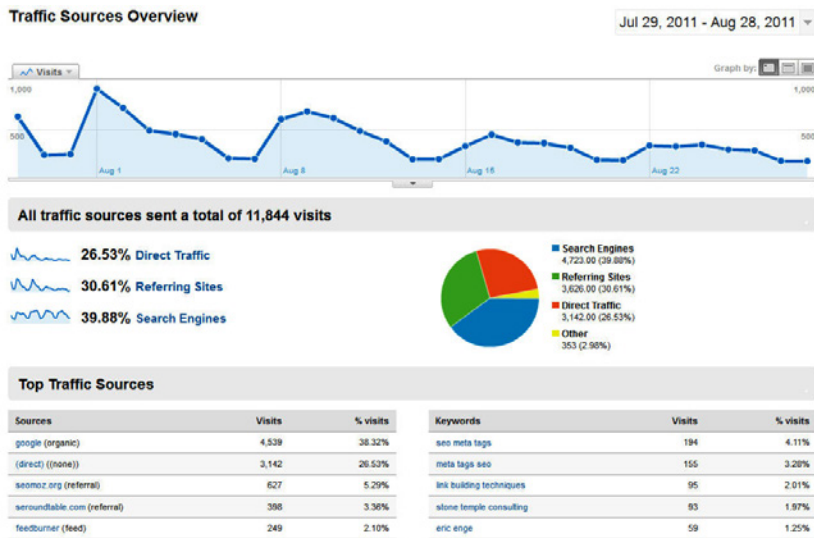 Traffic Sources Overview
Jul 29, 2011 - Aug 28, 2011
Visits
Graph by:
1,000 1,000
500 500
Aug 1 Aug 8 Aug 15 Aug 22
All traffic sources sent a total of 11,844 visits
26.53% Direct Traffic
30.61% Referring Sites
39.88% Search Engines
Search Engines
4,723.00 (39.88%)
Referring Sites
3,626.00 (30.61%)
Direct Traffic
3,142.00 (26.53%)
Other
353 (2.98%)
Top Traffic Sources
Sources Visits % visits
google (organic) 4,539 38.32%
(direct) ((none)) 3,142 26.53%
seomoz.org (referral) 627 5.29%
seroundtable.com (referral) 398 3.36%
feedburner (feed) 249 2.10%
Keywords Visits % visits
seo meta tags 194 4.11%
meta tags seo 155 3.28%
link building techniques 95 2.01%
stone temple consulting 93 1.97%
eric enge 59 1.25%